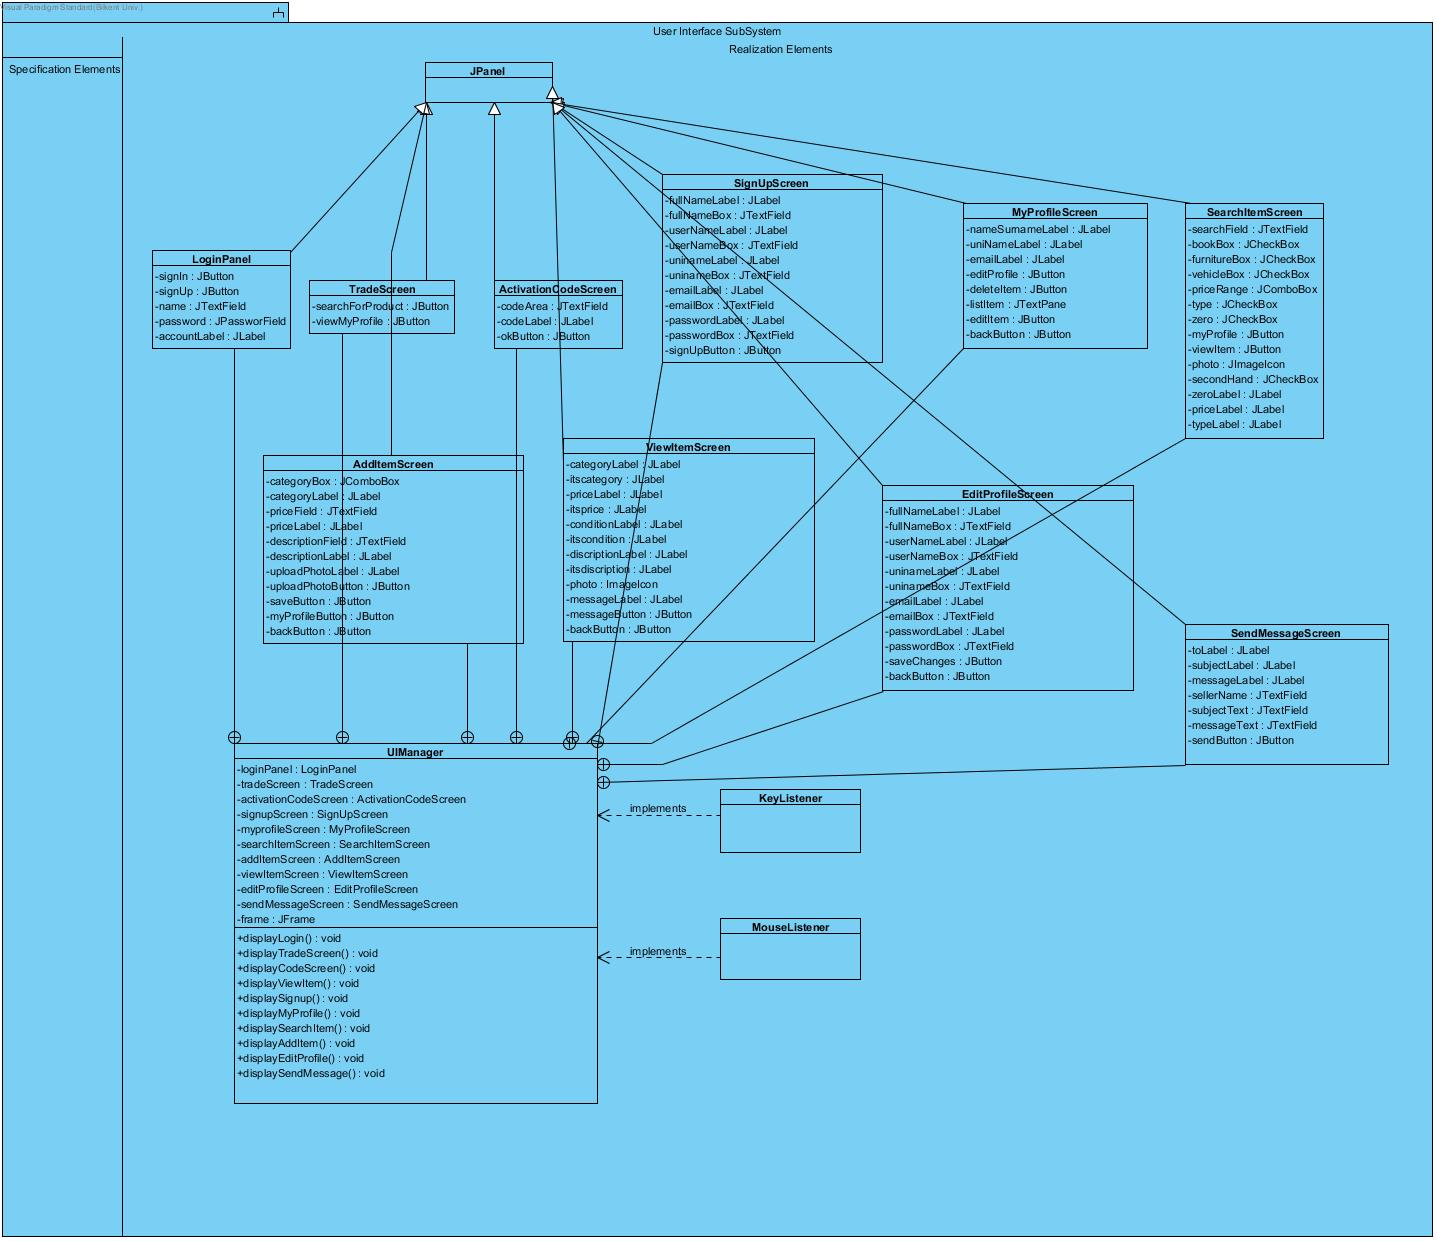 Visual Paradigm Standard(Bilkent Univ.)
User Interface SubSystem
Realization Elements
Specification Elements
JPanel
SignUpScreen
-fullNameLabel : JLabel
-fullNameBox : JTextField
-userNameLabel : JLabel
-userNameBox : JTextField
-uninameLabel : JLabel
-uninameBox : JTextField
-emailLabel : JLabel
-emailBox : JTextField
-passwordLabel : JLabel
-passwordBox : JTextField
-signUpButton : JButton
MyProfileScreen
-nameSurnameLabel : JLabel
-uniNameLabel : JLabel
-emailLabel : JLabel
-editProfile : JButton
-deleteItem : JButton
-listItem : JTextPane
-editItem : JButton
-backButton : JButton
SearchItemScreen
-searchField : JTextField
-bookBox : JCheckBox
-furnitureBox : JCheckBox
-vehicleBox : JCheckBox
-priceRange : JComboBox
-type : JCheckBox
-zero : JCheckBox
-myProfile : JButton
-viewItem : JButton
-photo : JImageIcon
-secondHand : JCheckBox
-zeroLabel : JLabel
-priceLabel : JLabel
-typeLabel : JLabel
LoginPanel
-signIn : JButton
-signUp : JButton
-name : JTextField
-password : JPassworField
-accountLabel : JLabel
TradeScreen
-searchForProduct : JButton
-viewMyProfile : JButton
ActivationCodeScreen
-codeArea : JTextField
-codeLabel : JLabel
-okButton : JButton
AddItemScreen
-categoryBox : JComboBox
-categoryLabel : JLabel
-priceField : JTextField
-priceLabel : JLabel
-descriptionField : JTextField
-descriptionLabel : JLabel
-uploadPhotoLabel : JLabel
-uploadPhotoButton : JButton
-saveButton : JButton
-myProfileButton : JButton
-backButton : JButton
ViewItemScreen
-categoryLabel : JLabel
-itscategory : JLabel
-priceLabel : JLabel
-itsprice : JLabel
-conditionLabel : JLabel
-itscondition : JLabel
-discriptionLabel : JLabel
-itsdiscription : JLabel
-photo : ImageIcon
-messageLabel : JLabel
-messageButton : JButton
-backButton : JButton
EditProfileScreen
-fullNameLabel : JLabel
-fullNameBox : JTextField
-userNameLabel : JLabel
-userNameBox : JTextField
-uninameLabel : JLabel
-uninameBox : JTextField
-emailLabel : JLabel
-emailBox : JTextField
-passwordLabel : JLabel
-passwordBox : JTextField
-saveChanges : JButton
-backButton : JButton
SendMessageScreen
-toLabel : JLabel
-subjectLabel : JLabel
-messageLabel : JLabel
-sellerName : JTextField
-subjectText : JTextField
-messageText : JTextField
-sendButton : JButton
UIManager
-loginPanel : LoginPanel
-tradeScreen : TradeScreen
-activationCodeScreen : ActivationCodeScreen
-signupScreen : SignUpScreen
-myprofileScreen : MyProfileScreen
-searchItemScreen : SearchItemScreen
-addItemScreen : AddItemScreen
-viewItemScreen : ViewItemScreen
-editProfileScreen : EditProfileScreen
-sendMessageScreen : SendMessageScreen
-frame : JFrame
+displayLogin() : void
+displayTradeScreen() : void
+displayCodeScreen() : void
+displayViewItem() : void
+displaySignup() : void
+displayMyProfile() : void
+displaySearchItem() : void
+displayAddItem() : void
+displayEditProfile() : void
+displaySendMessage() : void
implements
KeyListener
implements
MouseListener